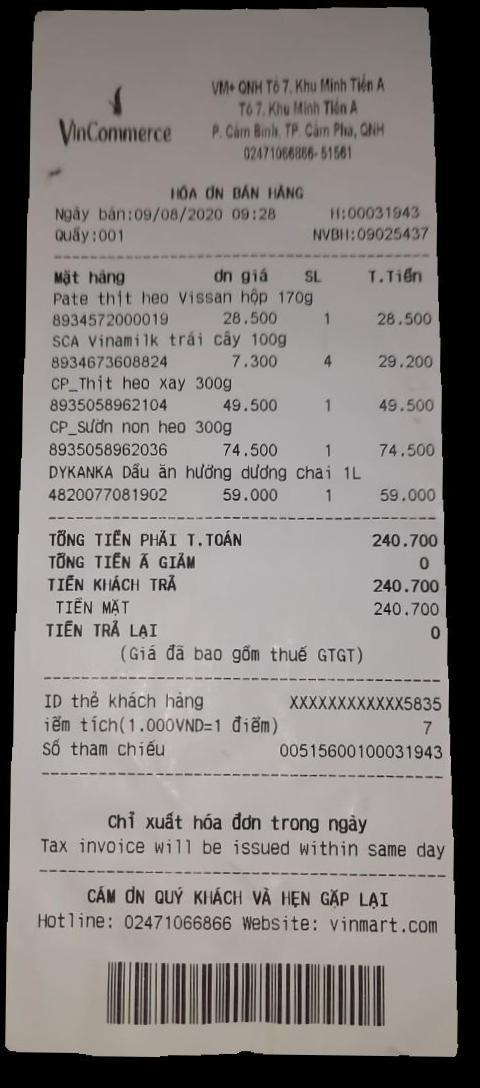 VinCommerce
VM+ QNH Tổ 7, Khu Minh Tiến A
Tổ 7, Khu Minh Tiến A
P. Cẩm Bình, TP. Cẩm Phả, QNH
02471066866-51561
HÓA ƠN BÁN HÀNG
Ngày bán:09/08/2020 09:28 H:00031943
Quầy:001 NVBH:09025437
Mặt hàng ơn giá SL T.Tiền
Pate thịt heo Vissan hộp 170g
8934572000019 28.500 1 28.500
SCA Vinamilk trái cây 100g
8934673608824 7.300 4 29.200
CP_Thịt heo xay 300g
8935058962104 49.500 1 49.500
CP_Sườn non heo 300g
8935058962036 74.500 1 74.500
DYKANKA Dầu ăn hướng dương chai 1L
4820077081902 59.000 1 59.000
TỔNG TIỀN PHẢI T.TOÁN 240.700
TỔNG TIỀN Ã GIẢM 0
TIỀN KHÁCH TRẢ 240.700
TIỀN MẶT 240.700
TIỀN TRẢ LẠI 0
(Giá đã bao gồm thuế GTGT)
ID thẻ khách hàng XXXXXXXXXXXX5835
iểm tích(1.000VND=1 điểm) 7
Số tham chiếu 00515600100031943
Chỉ xuất hóa đơn trong ngày
Tax invoice will be issued within same day
CÁM ƠN QUÝ KHÁCH VÀ HẸN GẶP LẠI
Hotline: 02471066866 Website: vinmart.com